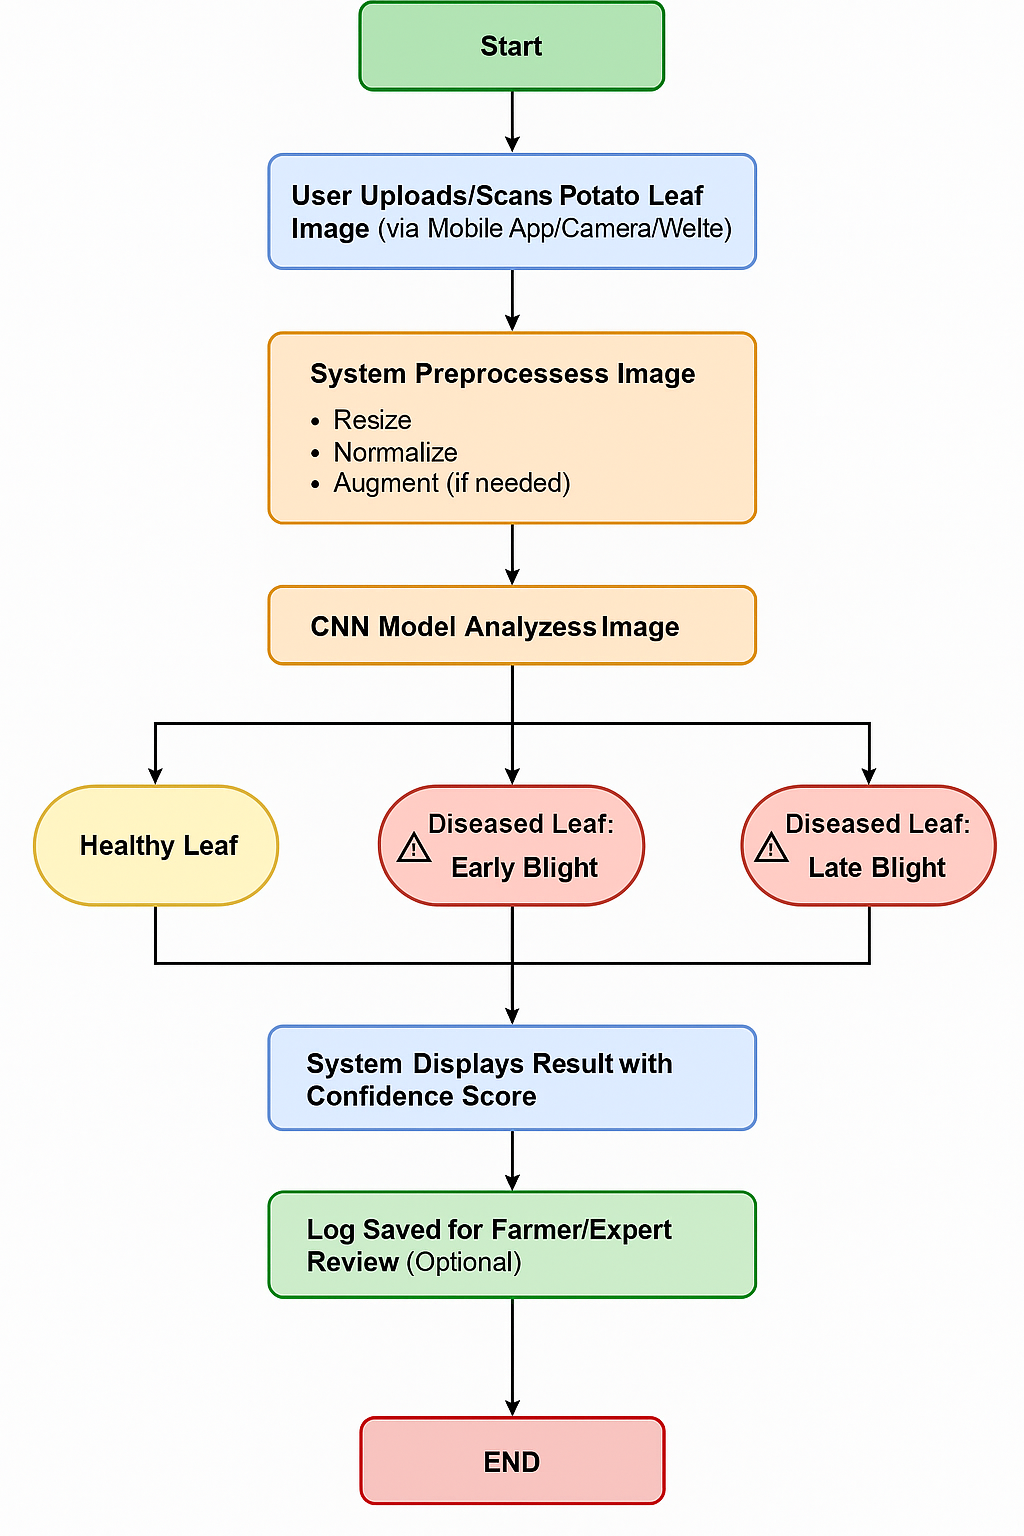 Start
User Uploads/Scans Potato Leaf
Image (via Mobile App/Camera/Welte)
System Preprocessess Image
• Resize
• Normalize
• Augment (if needed)
CNN Model Analyzess Image
Healthy Leaf
Diseased Leaf:
Early Blight
Diseased Leaf:
Late Blight
System Displays Result with
Confidence Score
Log Saved for Farmer/Expert
Review (Optional)
END